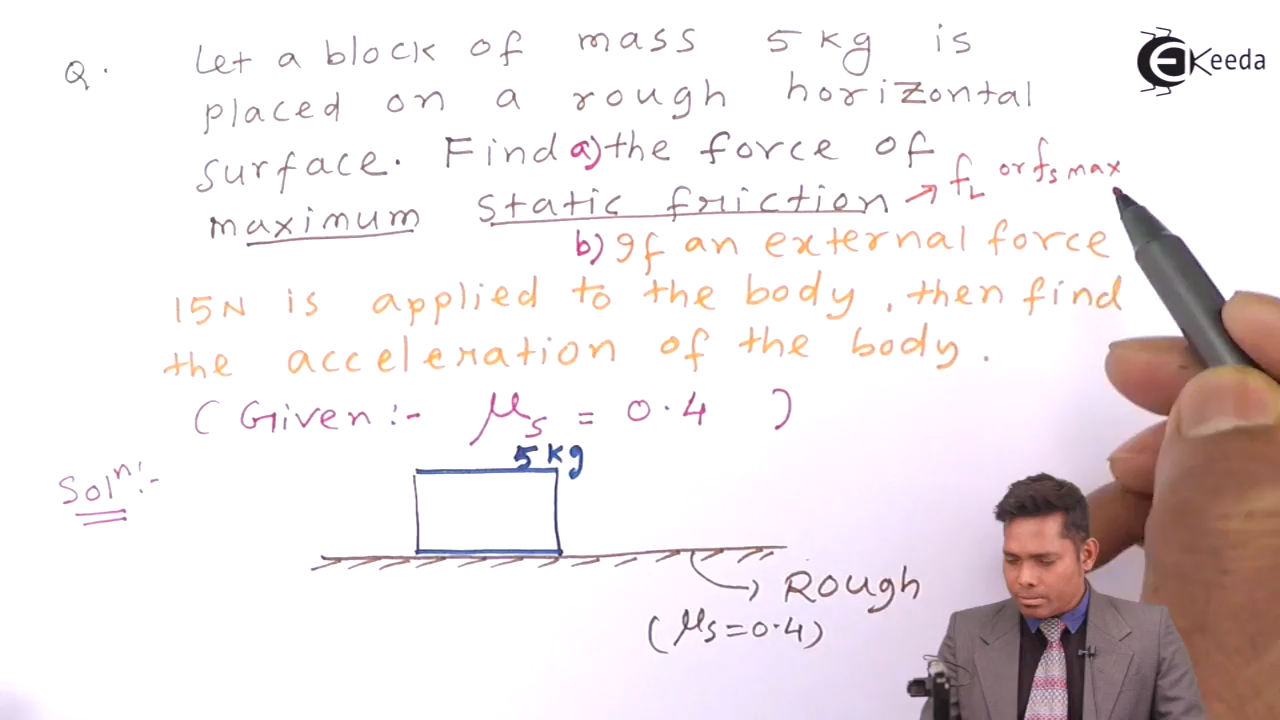 Keeda
Q. Let a block of mass 5 kg is
placed on a rough horizontal
surface. Find a) the force of
maximum static friction → fL or fs max
b) If an external force
15N is applied to the body, then find
the acceleration of the body.
( Given :- μs = 0.4 )
Soln :-
5 kg
Rough
(μs = 0.4)